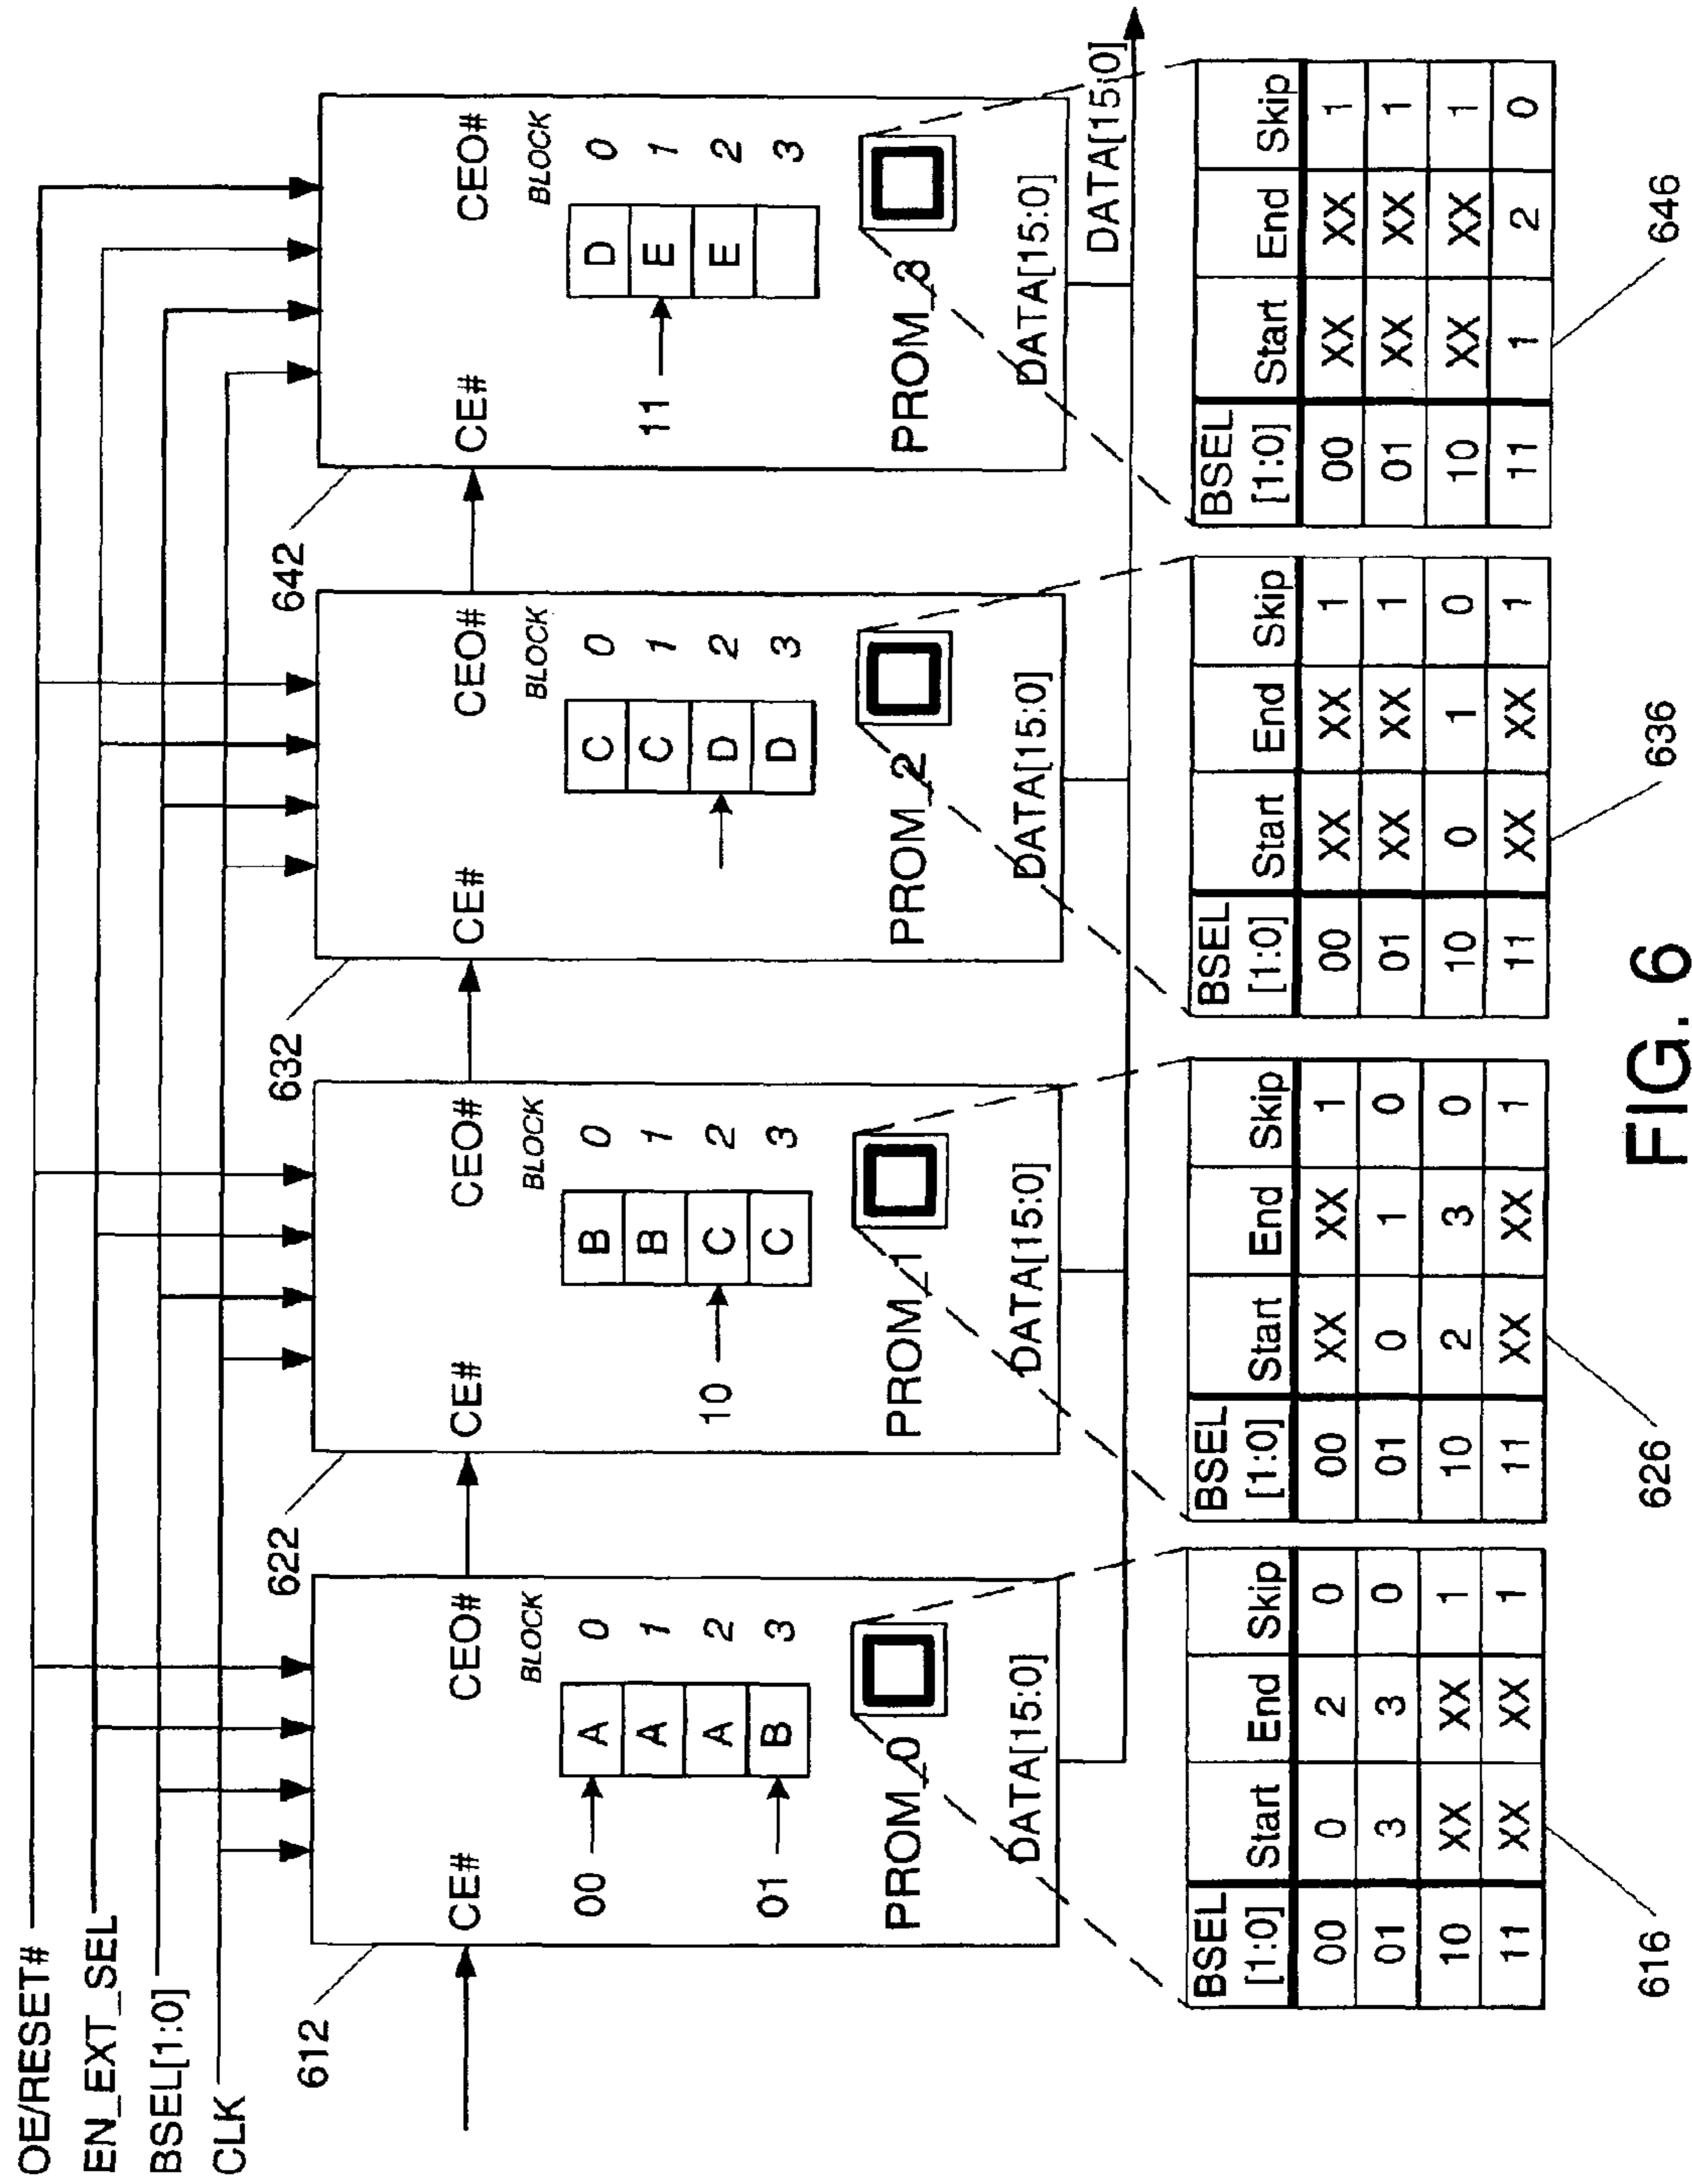 OE/RESET#
EN_EXT_SEL
BSEL[1:0]
CLK
612
CE# CEO#
BLOCK
00 A 0
A 1
A 2
01 B 3
PROM_0
DATA[15:0]
622
CE# CEO#
BLOCK
B 0
B 1
10 C 2
C 3
PROM_1
DATA[15:0]
632
CE# CEO#
BLOCK
C 0
C 1
D 2
D 3
PROM_2
DATA[15:0]
642
CE# CEO#
BLOCK
D 0
11 E 1
E 2
3
PROM_3
DATA[15:0]
DATA[15:0]
BSEL
[1:0] Start End Skip
00 0 2 0
01 3 3 0
10 XX XX 1
11 XX XX 1
616
BSEL
[1:0] Start End Skip
00 XX XX 1
01 0 1 0
10 2 3 0
11 XX XX 1
626
BSEL
[1:0] Start End Skip
00 XX XX 1
01 XX XX 1
10 0 1 0
11 XX XX 1
636
BSEL
[1:0] Start End Skip
00 XX XX 1
01 XX XX 1
10 XX XX 1
11 1 2 0
646
FIG. 6